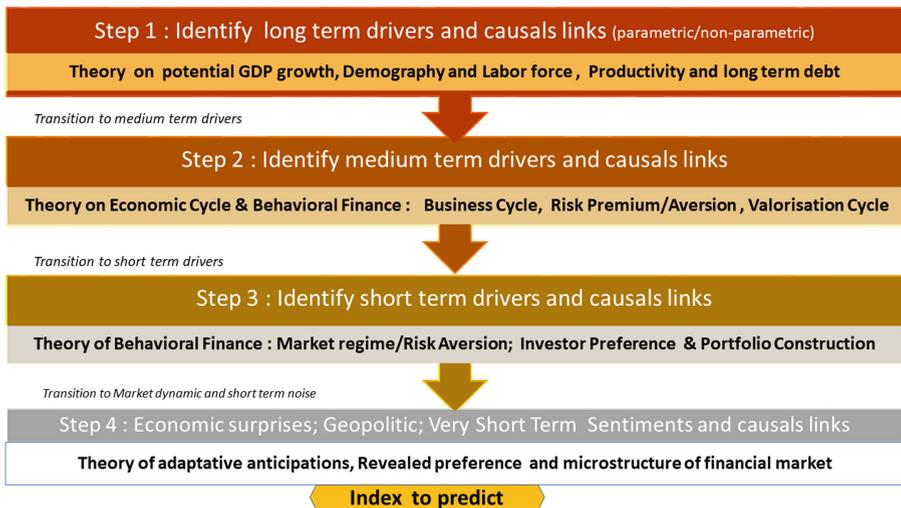 Step 1 : Identify long term drivers and causals links (parametric/non-parametric)
Theory on potential GDP growth, Demography and Labor force , Productivity and long term debt
Transition to medium term drivers
Step 2 : Identify medium term drivers and causals links
Theory on Economic Cycle & Behavioral Finance : Business Cycle, Risk Premium/Aversion , Valorisation Cycle
Transition to short term drivers
Step 3 : Identify short term drivers and causals links
Theory of Behavioral Finance : Market regime/Risk Aversion; Investor Preference & Portfolio Construction
Transition to Market dynamic and short term noise
Step 4 : Economic surprises; Geopolitic; Very Short Term Sentiments and causals links
Theory of adaptative anticipations, Revealed preference and microstructure of financial market
Index to predict